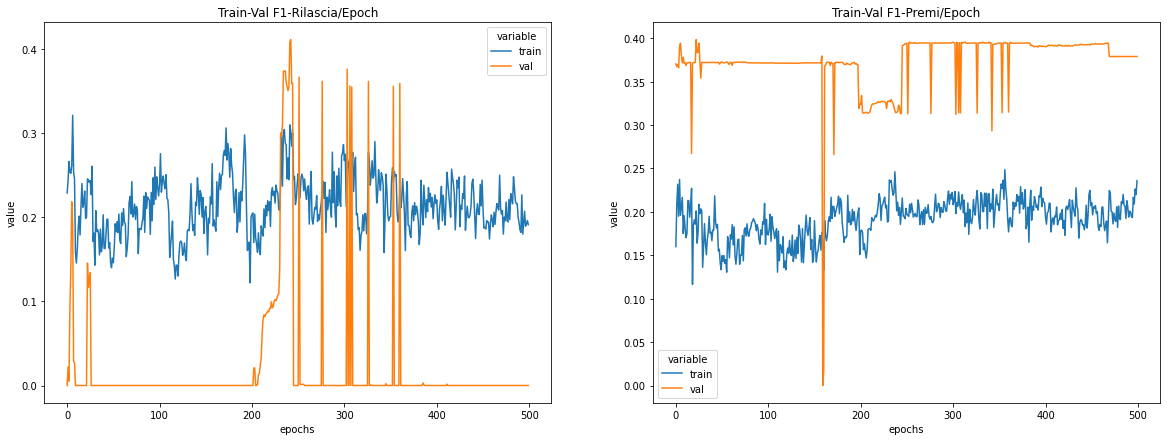 Train-Val F1-Rilascia/Epoch
variable
train
val
0.4
0.3
0.2
0.1
0.0
value
0
100
200
300
400
500
epochs
Train-Val F1-Premi/Epoch
0.40
0.35
0.30
0.25
0.20
0.15
0.10
0.05
0.00
value
variable
train
val
0
100
200
300
400
500
epochs